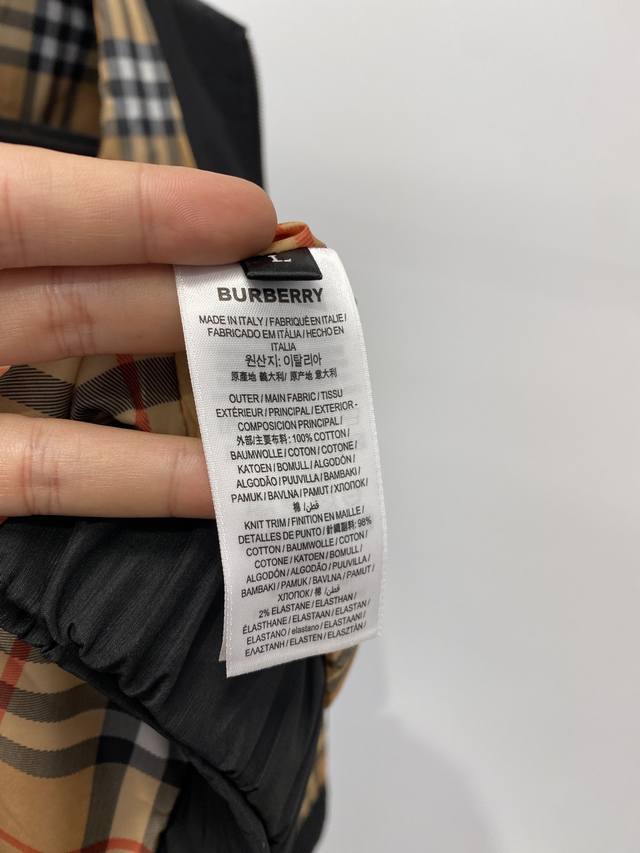 L
BURBERRY
MADE IN ITALY / FABRIQUÉ EN ITALIE /
FABRICADO EM ITÁLIA / HECHO EN
ITALIA
원산지: 이탈리아
原產地 義大利 / 原产地 意大利
OUTER / MAIN FABRIC / TISSU
EXTÉRIEUR / PRINCIPAL / EXTERIOR -
COMPOSICION PRINCIPAL /
外部/主要布料: 100% COTTON /
BAUMWOLLE / COTON / COTONE /
KATOEN / BOMULL / ALGODÓN /
ALGODÃO / PUUVILLA / BAMBAKI /
PAMUK / BAVLNA / PAMUT / ХЛОПОК /
棉 / قطن
KNIT TRIM / FINITION EN MAILLE /
DETALLES DE PUNTO / 針織副料: 98%
COTTON / BAUMWOLLE / COTON /
COTONE / KATOEN / BOMULL /
ALGODÓN / ALGODÃO / PUUVILLA /
BAMBAKI / PAMUK / BAVLNA / PAMUT /
ХЛОПОК / 棉 / قطن
2% ELASTANE / ELASTHAN /
ÉLASTHANNE / ELASTAAN / ELASTAN /
ELASTANO / elastano / ELASTAANI /
ΕΛΑΣΤΑΝΗ / ELASTEN / ELASZTÁN /